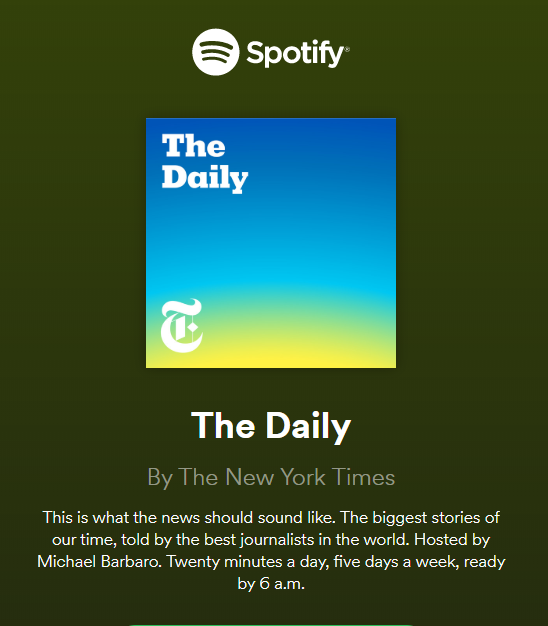 Spotify®
The
Daily
T
The Daily
By The New York Times
This is what the news should sound like. The biggest stories of
our time, told by the best journalists in the world. Hosted by
Michael Barbaro. Twenty minutes a day, five days a week, ready
by 6 a.m.